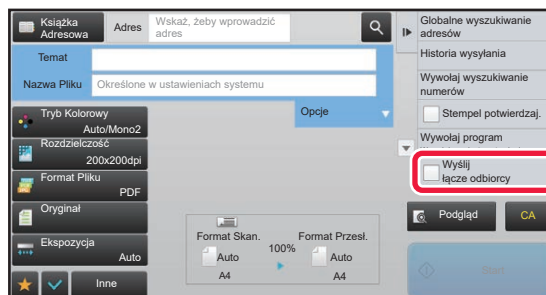 Książka
Adresowa
Adres
Wskaż, żeby wprowadzić
adres
Temat
Nazwa Pliku
Określone w ustawieniach systemu
Opcje
Tryb Kolorowy
Auto/Mono2
Rozdzielczość
200x200dpi
Format Pliku
PDF
Oryginał
Ekspozycja
Auto
Inne
Format Skan.
Auto
A4
100%
Format Przesł.
Auto
A4
Globalne wyszukiwanie
adresów
Historia wysyłania
Wywołaj wyszukiwanie
numerów
Stempel potwierdzaj.
Wywołaj program
Wyślij
łącze odbiorcy
Podgląd
CA
Start